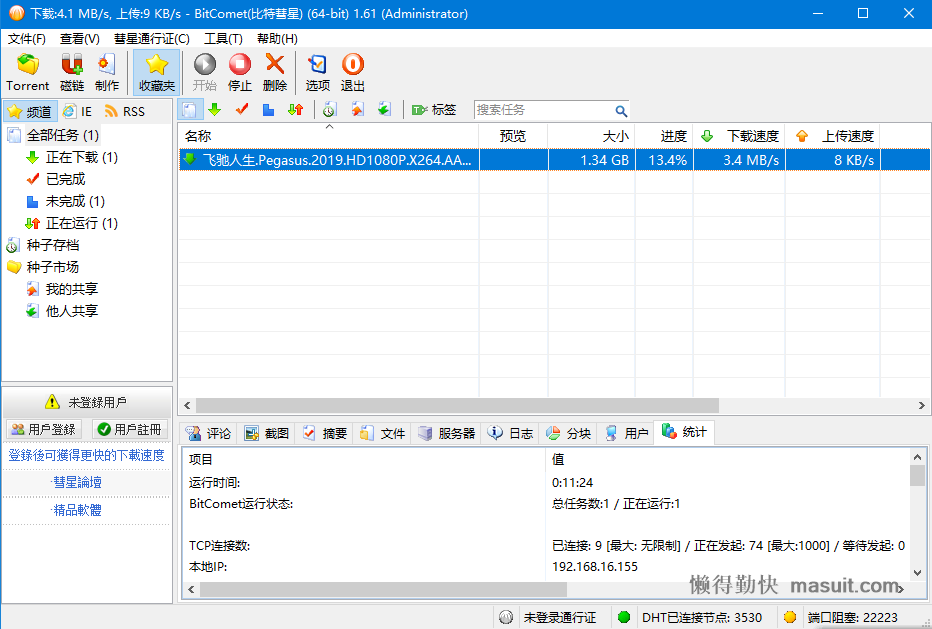 下载:4.1 MB/s, 上传:9 KB/s - BitComet(比特彗星) (64-bit) 1.61 (Administrator)
文件(F) 查看(V) 彗星通行证(C) 工具(T) 帮助(H)
Torrent 磁链 制作 收藏夹 开始 停止 删除 选项 退出
频道 IE RSS
标签 搜索任务
全部任务 (1)
正在下载 (1)
已完成
未完成 (1)
正在运行 (1)
种子存档
种子市场
我的共享
他人共享
名称 预览 大小 进度 下载速度 上传速度
飞驰人生.Pegasus.2019.HD1080P.X264.AA... 1.34 GB 13.4% 3.4 MB/s 8 KB/s
未登錄用戶
用戶登錄 用戶註冊
登錄後可獲得更快的下載速度
·彗星論壇
·精品軟體
评论 截图 摘要 文件 服务器 日志 分块 用户 统计
项目 值
运行时间: 0:11:24
BitComet运行状态: 总任务数:1 / 正在运行:1
TCP连接数: 已连接: 9 [最大: 无限制] / 正在发起: 74 [最大:1000] / 等待发起: 0
本地IP: 192.168.16.155
懒得勤快 masuit.com
未登录通行证 DHT已连接节点: 3530 端口阻塞: 22223